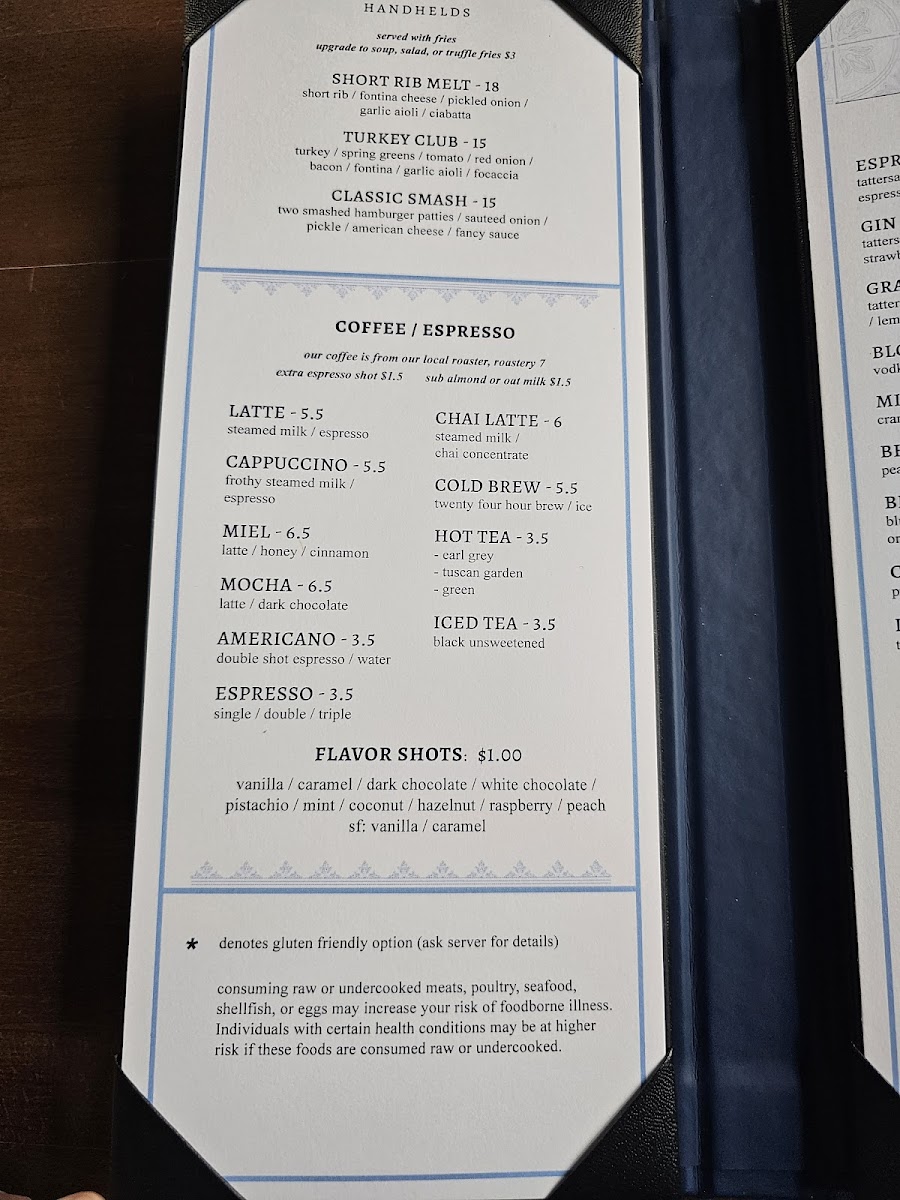 HANDHELDS
served with fries
upgrade to soup, salad, or truffle fries $3
SHORT RIB MELT - 18
short rib / fontina cheese / pickled onion /
garlic aioli / ciabatta
TURKEY CLUB - 15
turkey / spring greens / tomato / red onion /
bacon / fontina / garlic aioli / focaccia
CLASSIC SMASH - 15
two smashed hamburger patties / sauteed onion /
pickle / american cheese / fancy sauce
COFFEE / ESPRESSO
our coffee is from our local roaster, roastery 7
extra espresso shot $1.5 sub almond or oat milk $1.5
LATTE - 5.5
steamed milk / espresso
CAPPUCCINO - 5.5
frothy steamed milk /
espresso
MIEL - 6.5
latte / honey / cinnamon
MOCHA - 6.5
latte / dark chocolate
AMERICANO - 3.5
double shot espresso / water
ESPRESSO - 3.5
single / double / triple
CHAI LATTE - 6
steamed milk /
chai concentrate
COLD BREW - 5.5
twenty four hour brew / ice
HOT TEA - 3.5
- earl grey
- tuscan garden
- green
ICED TEA - 3.5
black unsweetened
FLAVOR SHOTS: $1.00
vanilla / caramel / dark chocolate / white chocolate /
pistachio / mint / coconut / hazelnut / raspberry / peach
sf: vanilla / caramel
* denotes gluten friendly option (ask server for details)
consuming raw or undercooked meats, poultry, seafood,
shellfish, or eggs may increase your risk of foodborne illness.
Individuals with certain health conditions may be at higher
risk if these foods are consumed raw or undercooked.
GIN
/ lem